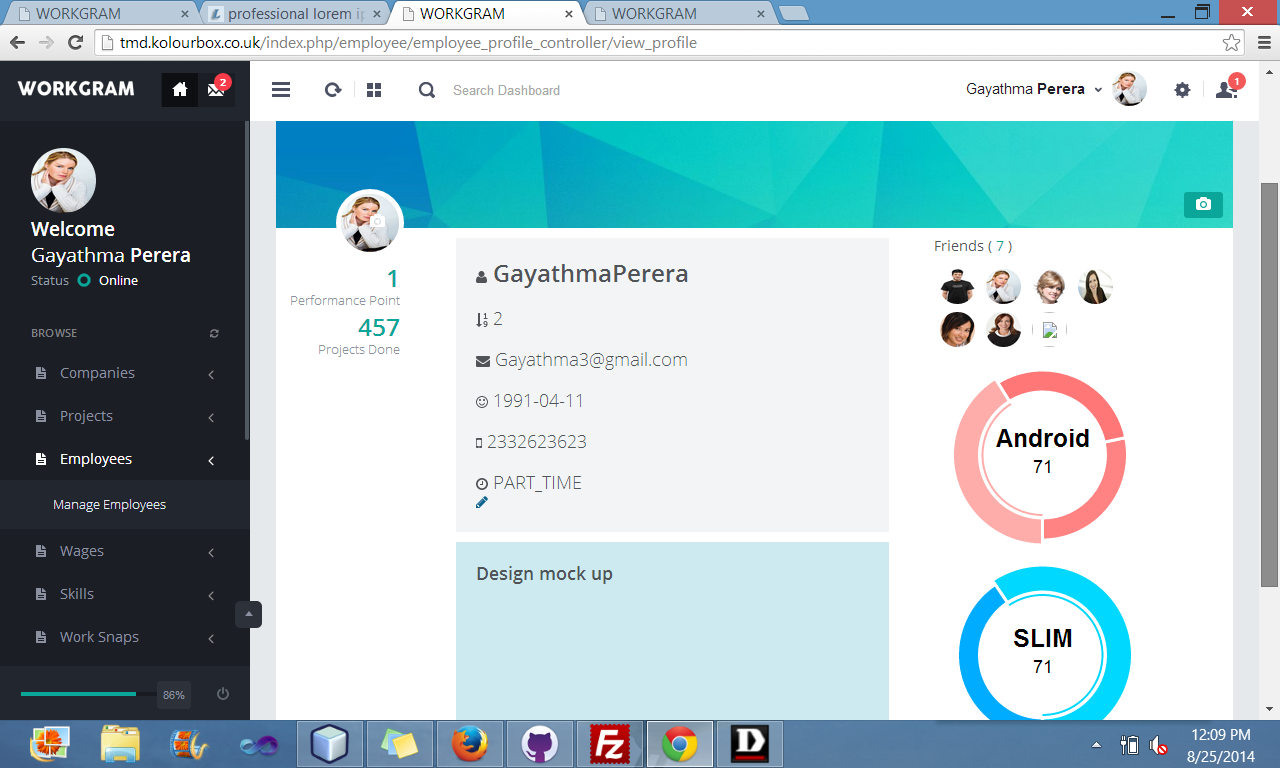 WORKGRAM
professional lorem ip
WORKGRAM
WORKGRAM
tmd.kolourbox.co.uk/index.php/employee/employee_profile_controller/view_profile
WORKGRAM
2
Search Dashboard
Gayathma Perera
1
Welcome
Gayathma Perera
Status Online
BROWSE
Companies
Projects
Employees
Manage Employees
Wages
Skills
Work Snaps
86%
1
Performance Point
457
Projects Done
GayathmaPerera
2
Gayathma3@gmail.com
1991-04-11
2332623623
PART_TIME
Design mock up
Friends ( 7 )
Android
71
SLIM
71
12:09 PM
8/25/2014